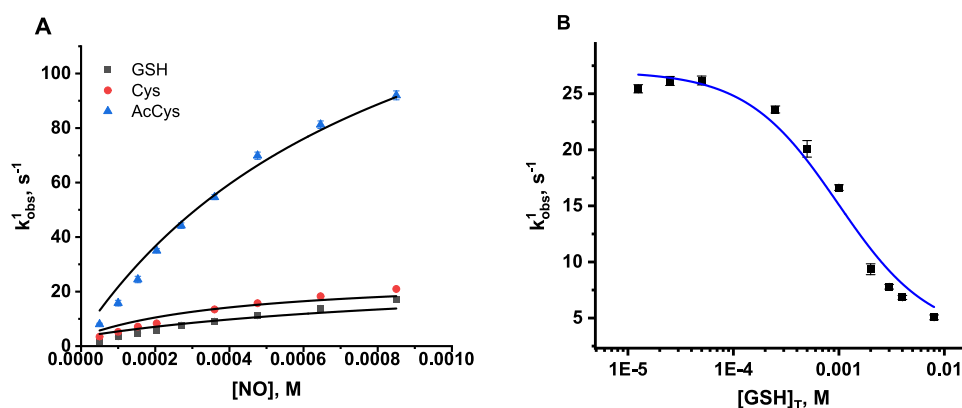 A
GSH
Cys
AcCys
k¹obs, s⁻¹
100
80
60
40
20
0
0.0000
0.0002
0.0004
0.0006
0.0008
0.0010
[NO], M
B
k¹obs, s⁻¹
25
20
15
10
5
1E-5
1E-4
0.001
0.01
[GSH]T, M